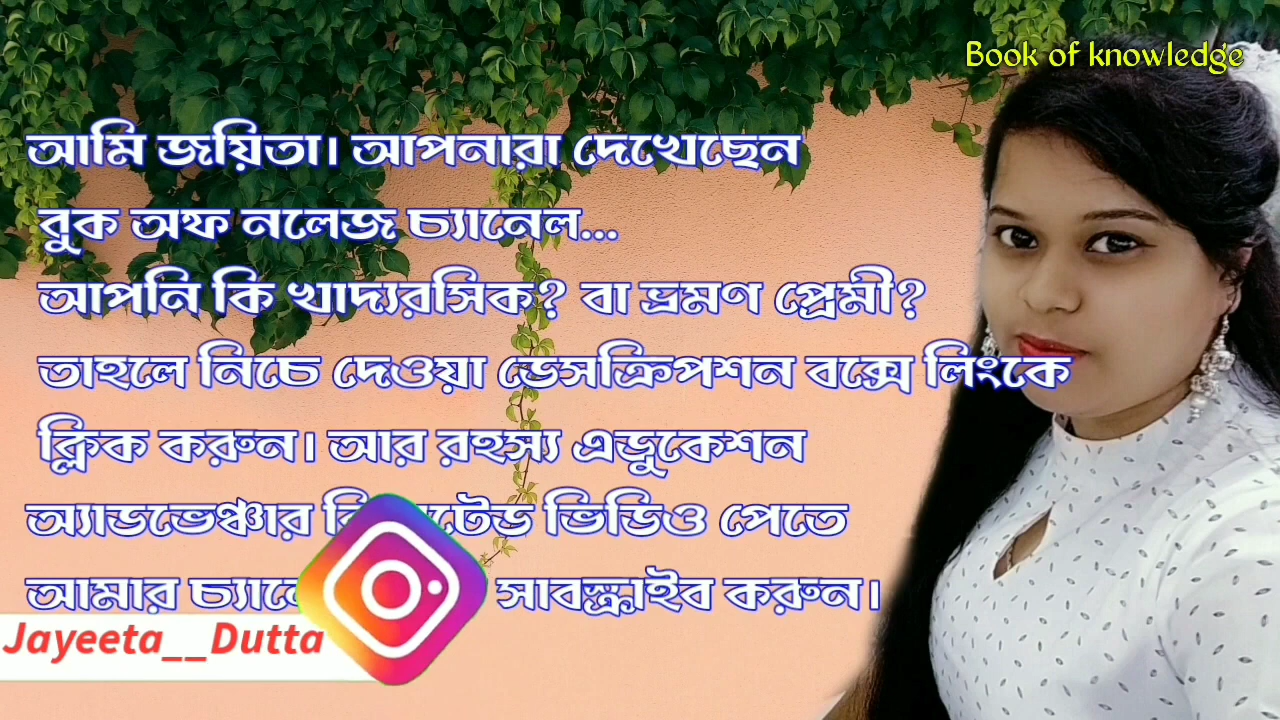 Book of knowledge
আমি জয়িতা। আপনারা দেখেছেন
বুক অফ নলেজ চ্যানেল...
আপনি কি খাদ্যরসিক? বা ভ্রমণ প্রেমী?
তাহলে নিচে দেওয়া ডেসক্রিপশন বক্সে লিংকে
ক্লিক করুন। আর রহস্য এডুকেশন
অ্যাডভেঞ্চার ভিডিও পেতে
আমার সাবস্ক্রাইব করুন।
Jayeeta__Dutta